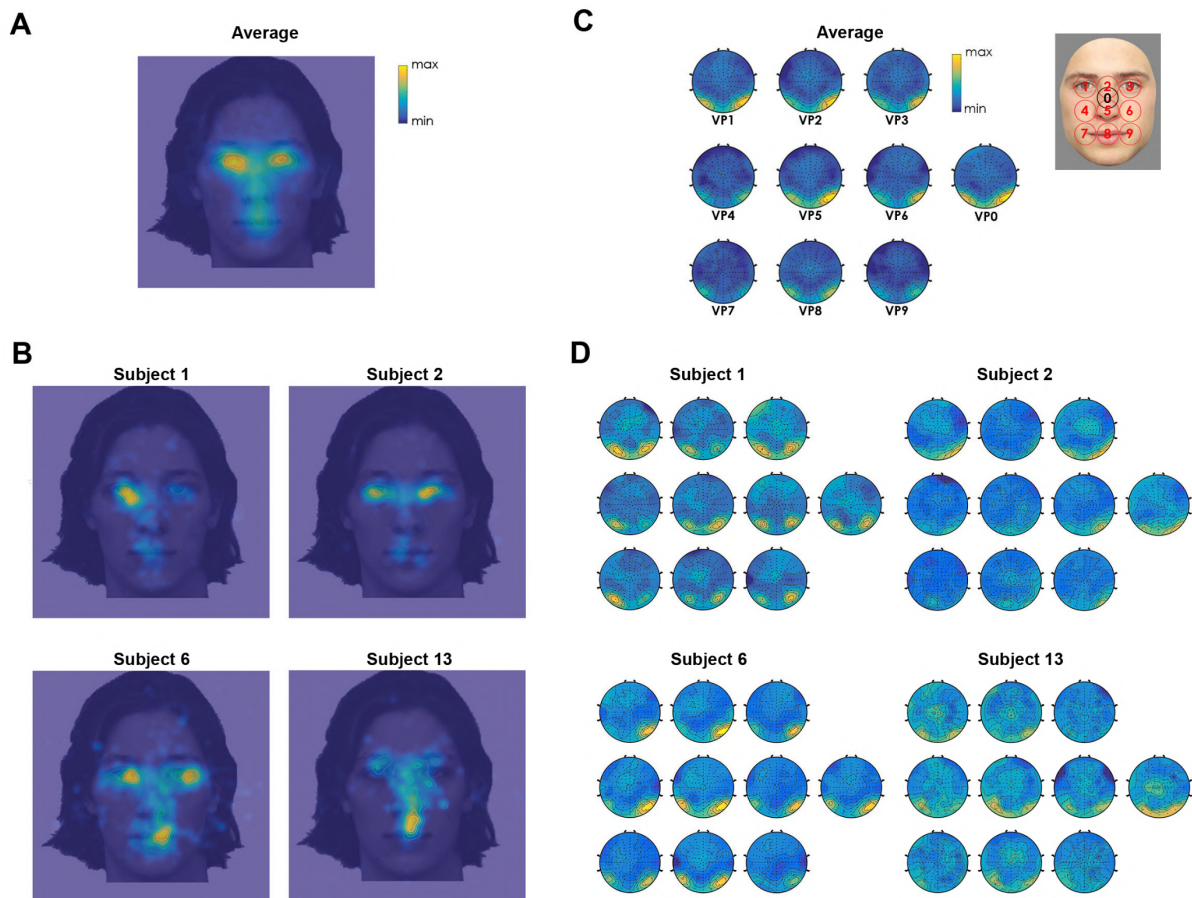 A
Average
max
min
C
Average
max
min
VP1 VP2 VP3
VP4 VP5 VP6 VP0
VP7 VP8 VP9
1 2 3
0
4 5 6
7 8 9
B
Subject 1 Subject 2
Subject 6 Subject 13
D
Subject 1 Subject 2
Subject 6 Subject 13